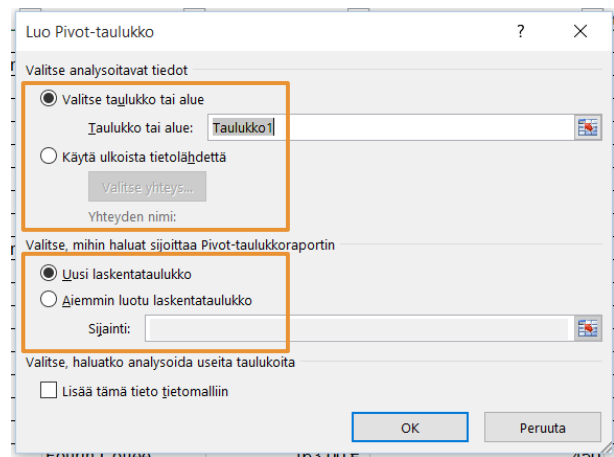 Luo Pivot-taulukko ?
Valitse analysoitavat tiedot
Valitse taulukko tai alue
Taulukko tai alue: Taulukko1
Käytä ulkoista tietolähdettä
Valitse yhteys...
Yhteyden nimi:
Valitse, mihin haluat sijoittaa Pivot-taulukkoraportin
Uusi laskentataulukko
Aiemmin luotu laskentataulukko
Sijainti:
Valitse, haluatko analysoida useita taulukoita
Lisää tämä tieto tietomalliin
OK Peruuta